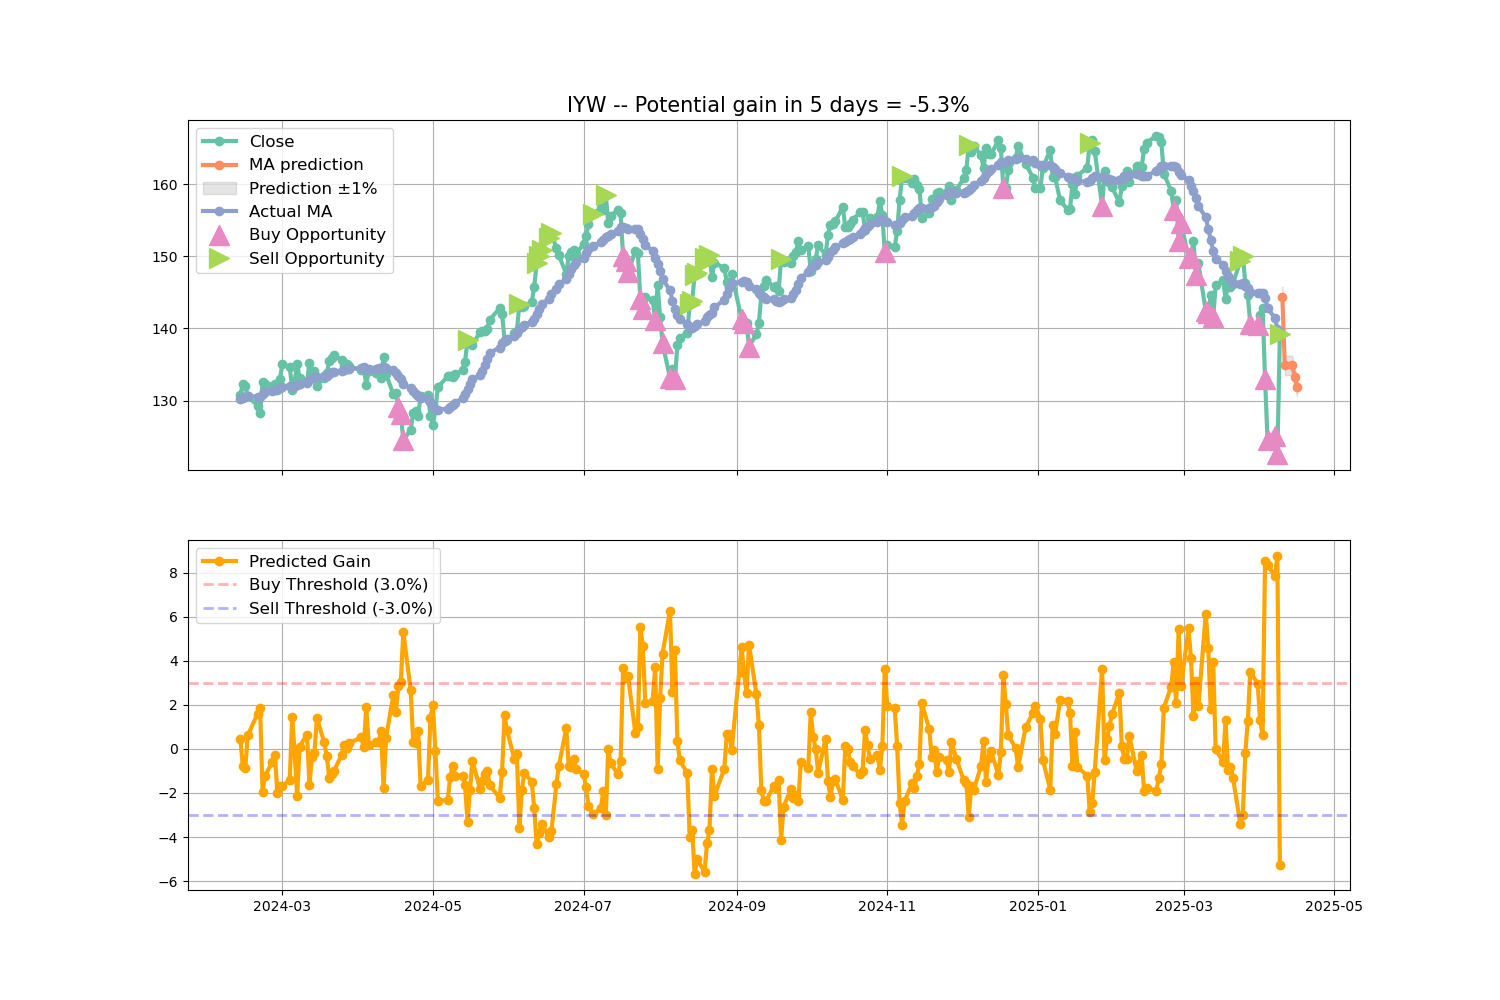 IYW -- Potential gain in 5 days = -5.3%
Close
MA prediction
Prediction ±1%
Actual MA
Buy Opportunity
Sell Opportunity
160
150
140
130
Predicted Gain
Buy Threshold (3.0%)
Sell Threshold (-3.0%)
8
6
4
2
0
−2
−4
−6
2024-03 2024-05 2024-07 2024-09 2024-11 2025-01 2025-03 2025-05